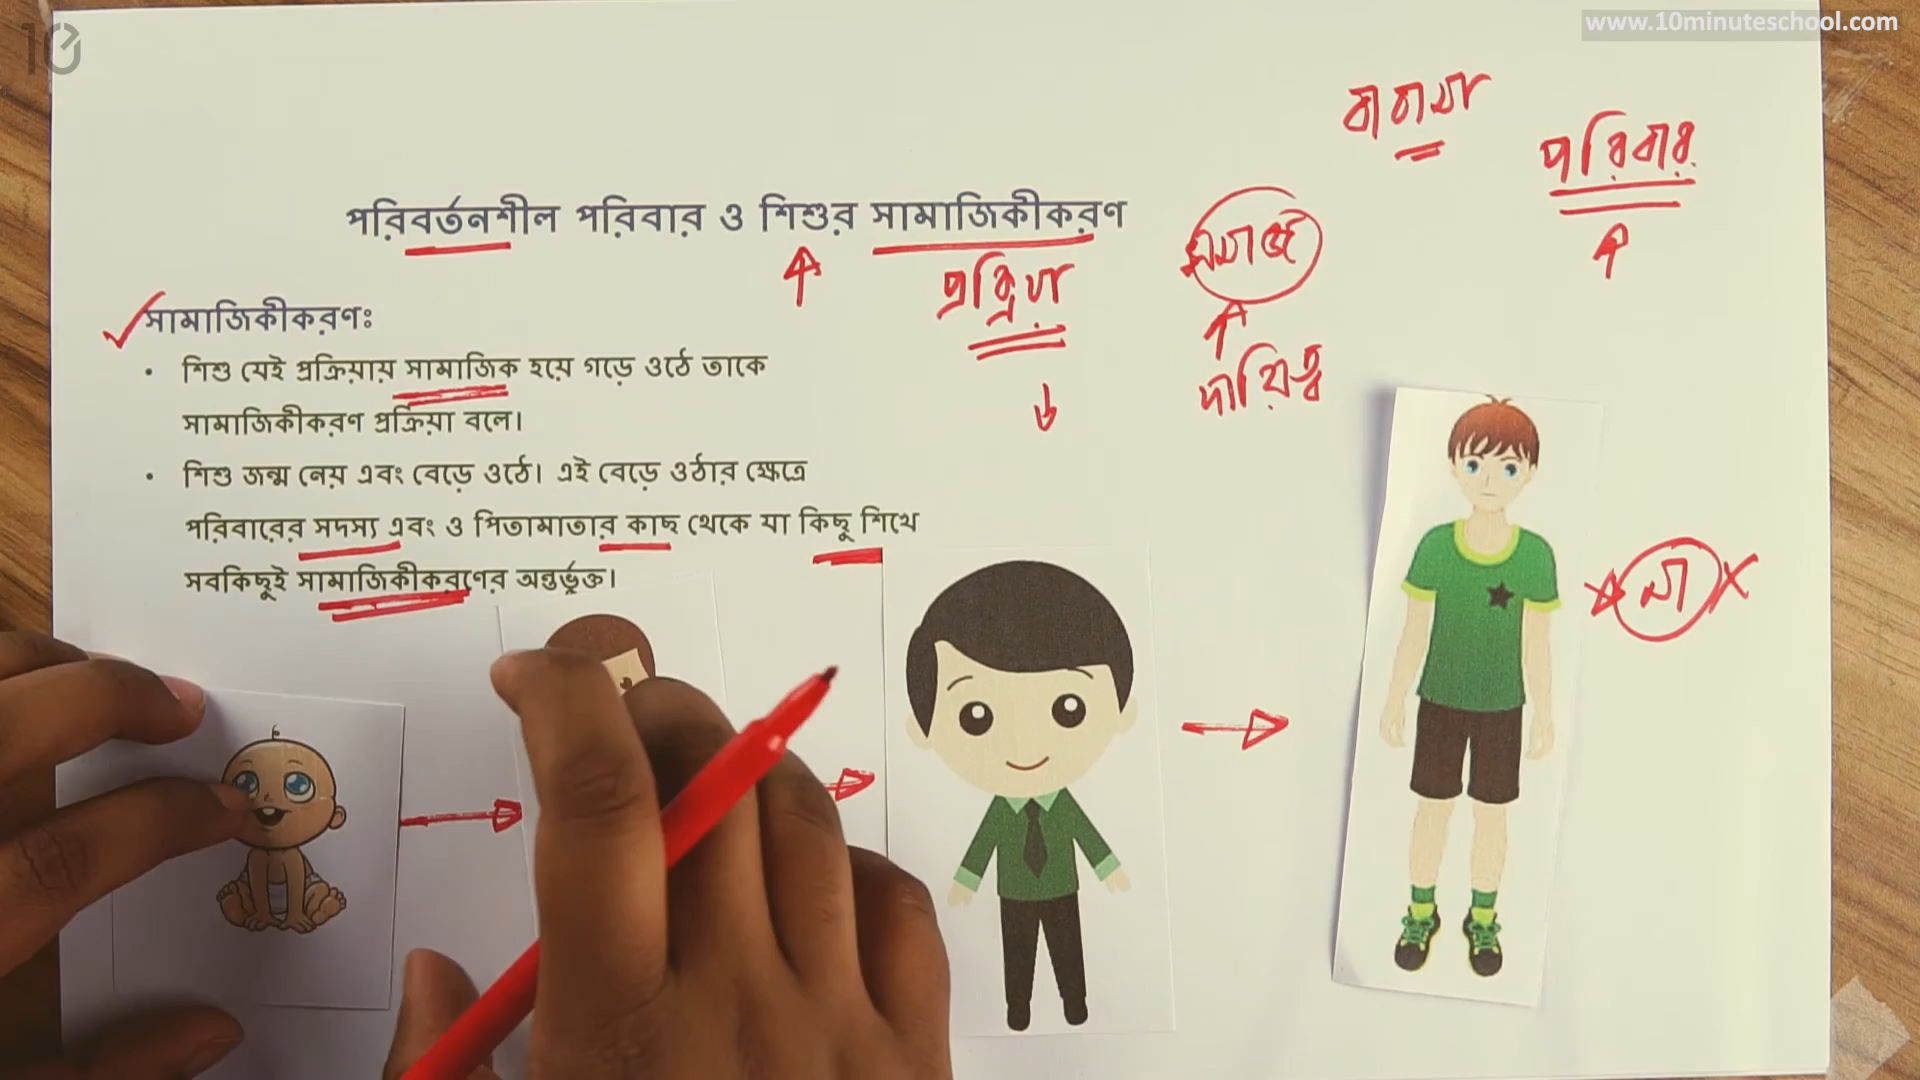 10
www.10minuteschool.com
বাবামা
পরিবার
পরিবর্তনশীল পরিবার ও শিশুর সামাজিকীকরণ
সমাজ
প্রক্রিয়া
দায়িত্ব
সামাজিকীকরণঃ
• শিশু যেই প্রক্রিয়ায় সামাজিক হয়ে গড়ে ওঠে তাকে
সামাজিকীকরণ প্রক্রিয়া বলে।
• শিশু জন্ম নেয় এবং বেড়ে ওঠে। এই বেড়ে ওঠার ক্ষেত্রে
পরিবারের সদস্য এবং ও পিতামাতার কাছ থেকে যা কিছু শিখে
সবকিছুই সামাজিকীকরণের অন্তর্ভুক্ত।
না